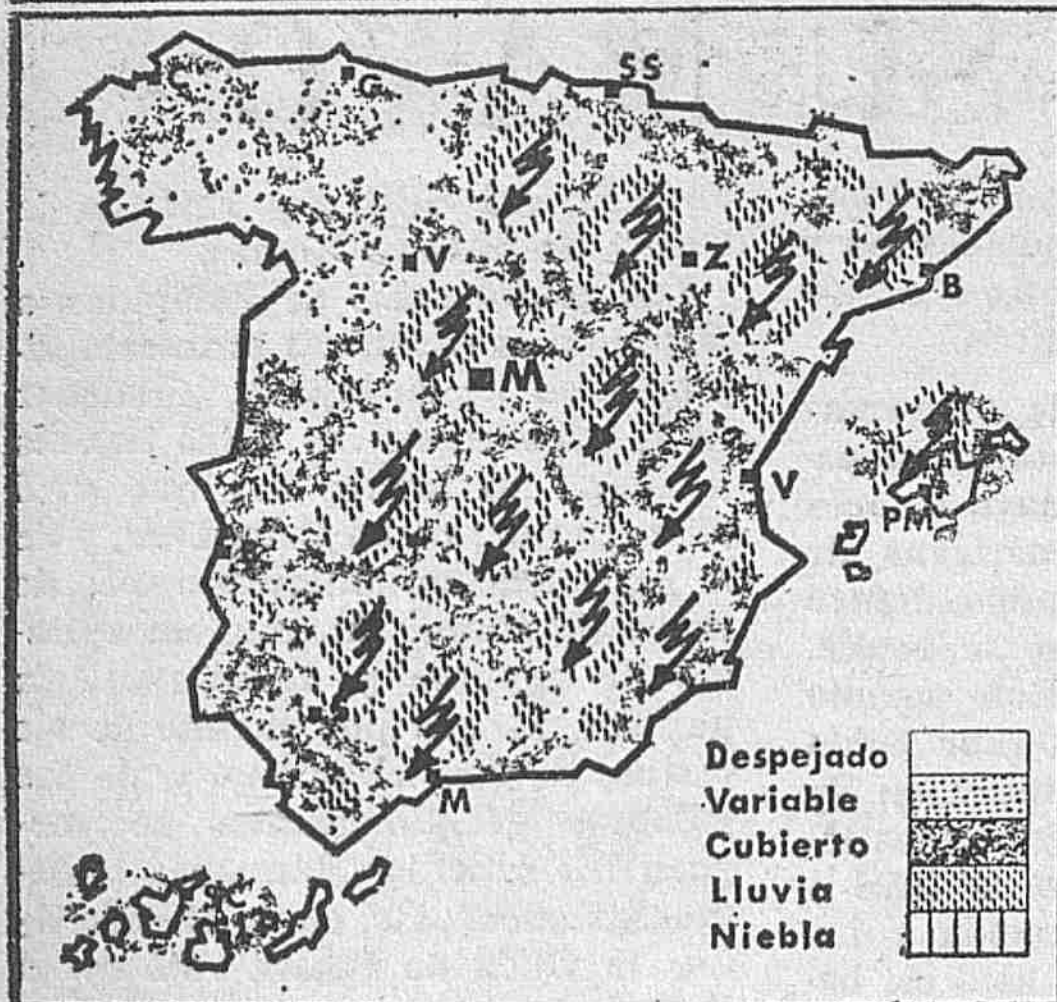 SS
C
G
V
Z
B
M
V
PM
M
C
Despejado
Variable
Cubierto
Lluvia
Niebla